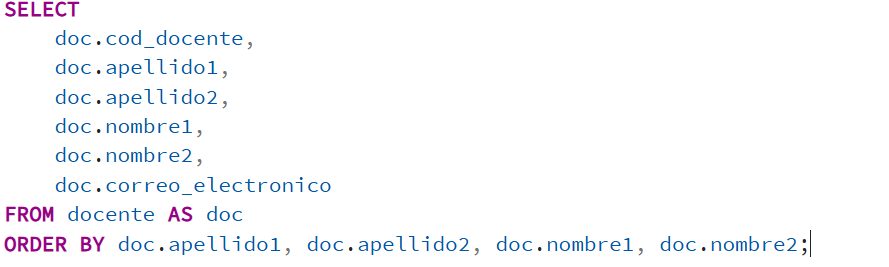 SELECT
    doc.cod_docente,
    doc.apellido1,
    doc.apellido2,
    doc.nombre1,
    doc.nombre2,
    doc.correo_electronico
FROM docente AS doc
ORDER BY doc.apellido1, doc.apellido2, doc.nombre1, doc.nombre2;